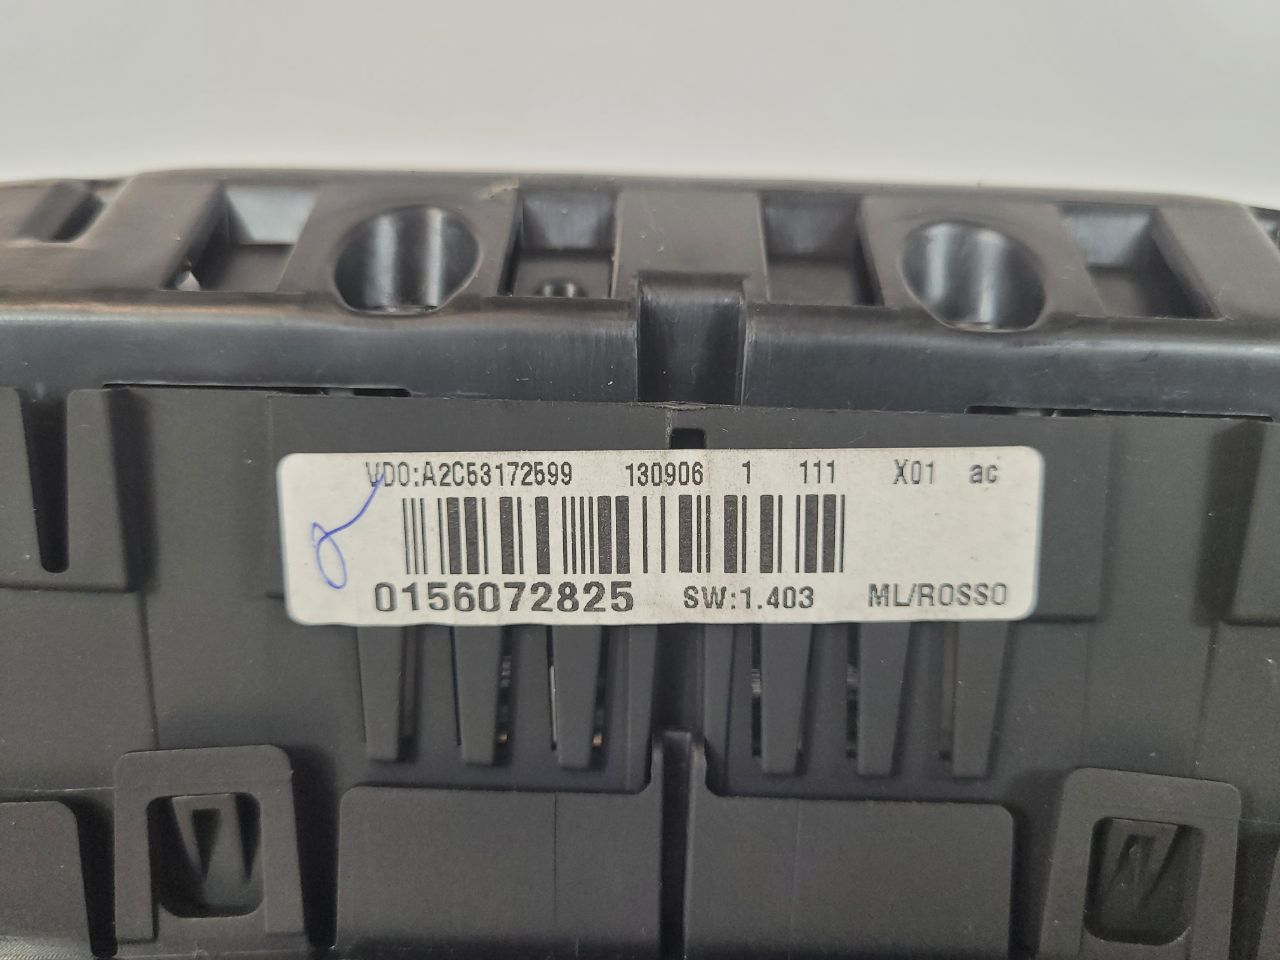 VDO:A2C53172599 130906 1 111 X01 ac
0156072825 SW:1.403 ML/ROSSO